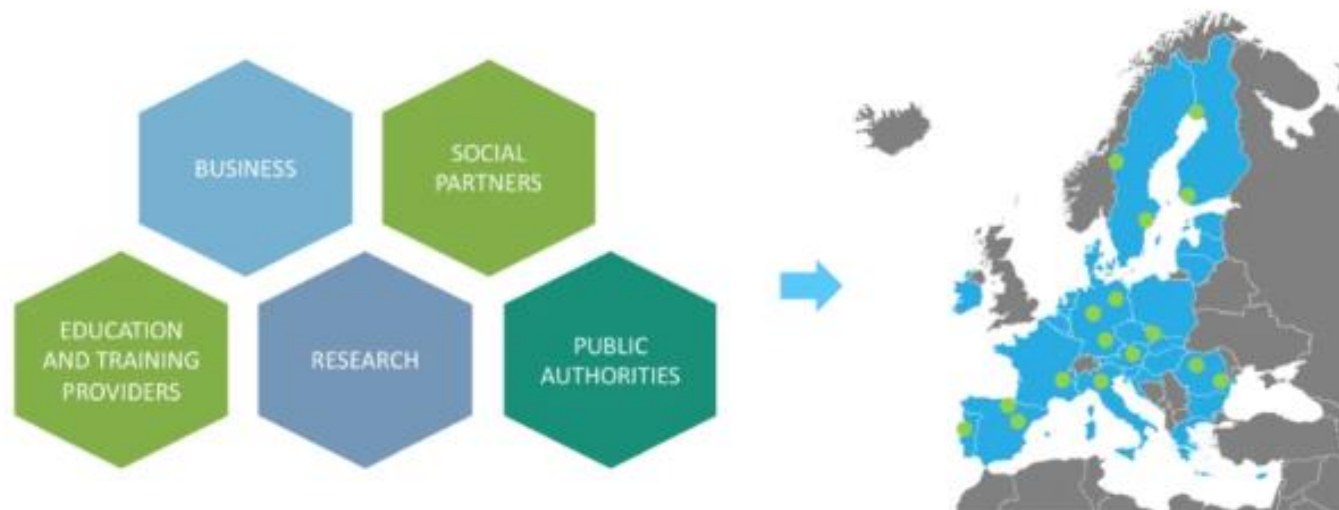 BUSINESS
SOCIAL
PARTNERS
EDUCATION
AND TRAINING
PROVIDERS
RESEARCH
PUBLIC
AUTHORITIES